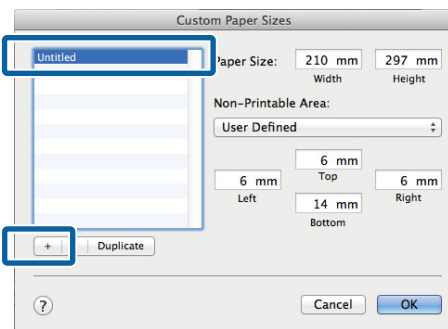 Custom Paper Sizes
Untitled
Paper Size:
210 mm
297 mm
Width
Height
Non-Printable Area:
User Defined
6 mm
Top
6 mm
6 mm
Left
Right
14 mm
Bottom
+
Duplicate
?
Cancel
OK